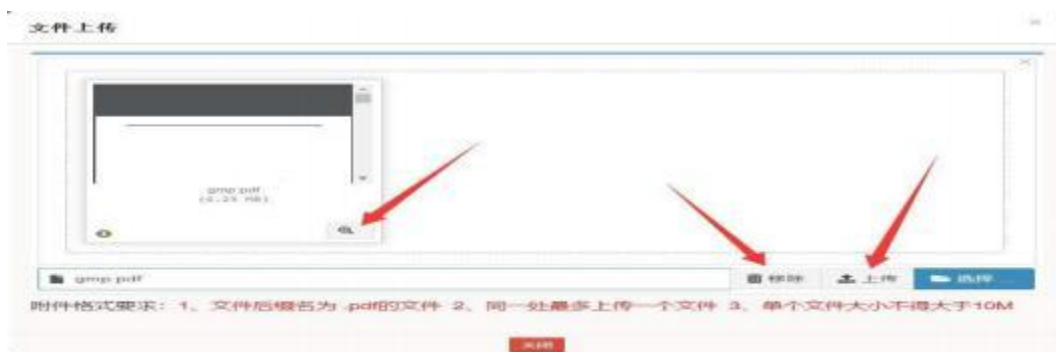 文件上传
gmp.pdf
gmp.pdf
移除
上传
选择 ...
附件格式要求：1、文件后缀名为 .pdf的文件 2、同一处最多上传一个文件 3、单个文件大小不得大于10M
关闭